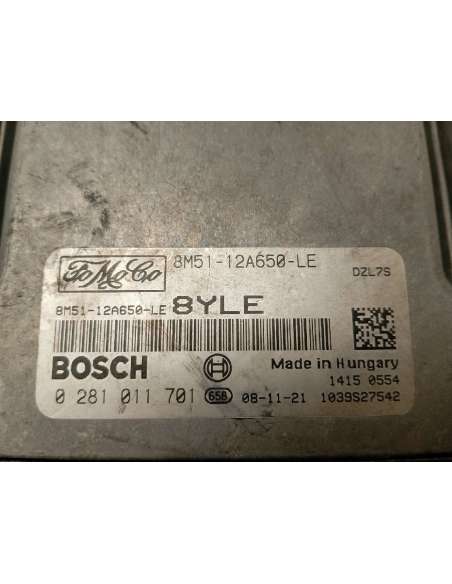 FoMoCo 8M51-12A650-LE
DZL7S
8M51-12A650-LE 8YLE
BOSCH Made in Hungary
1415 0554
0 281 011 701 658 08-11-21 1039S27542